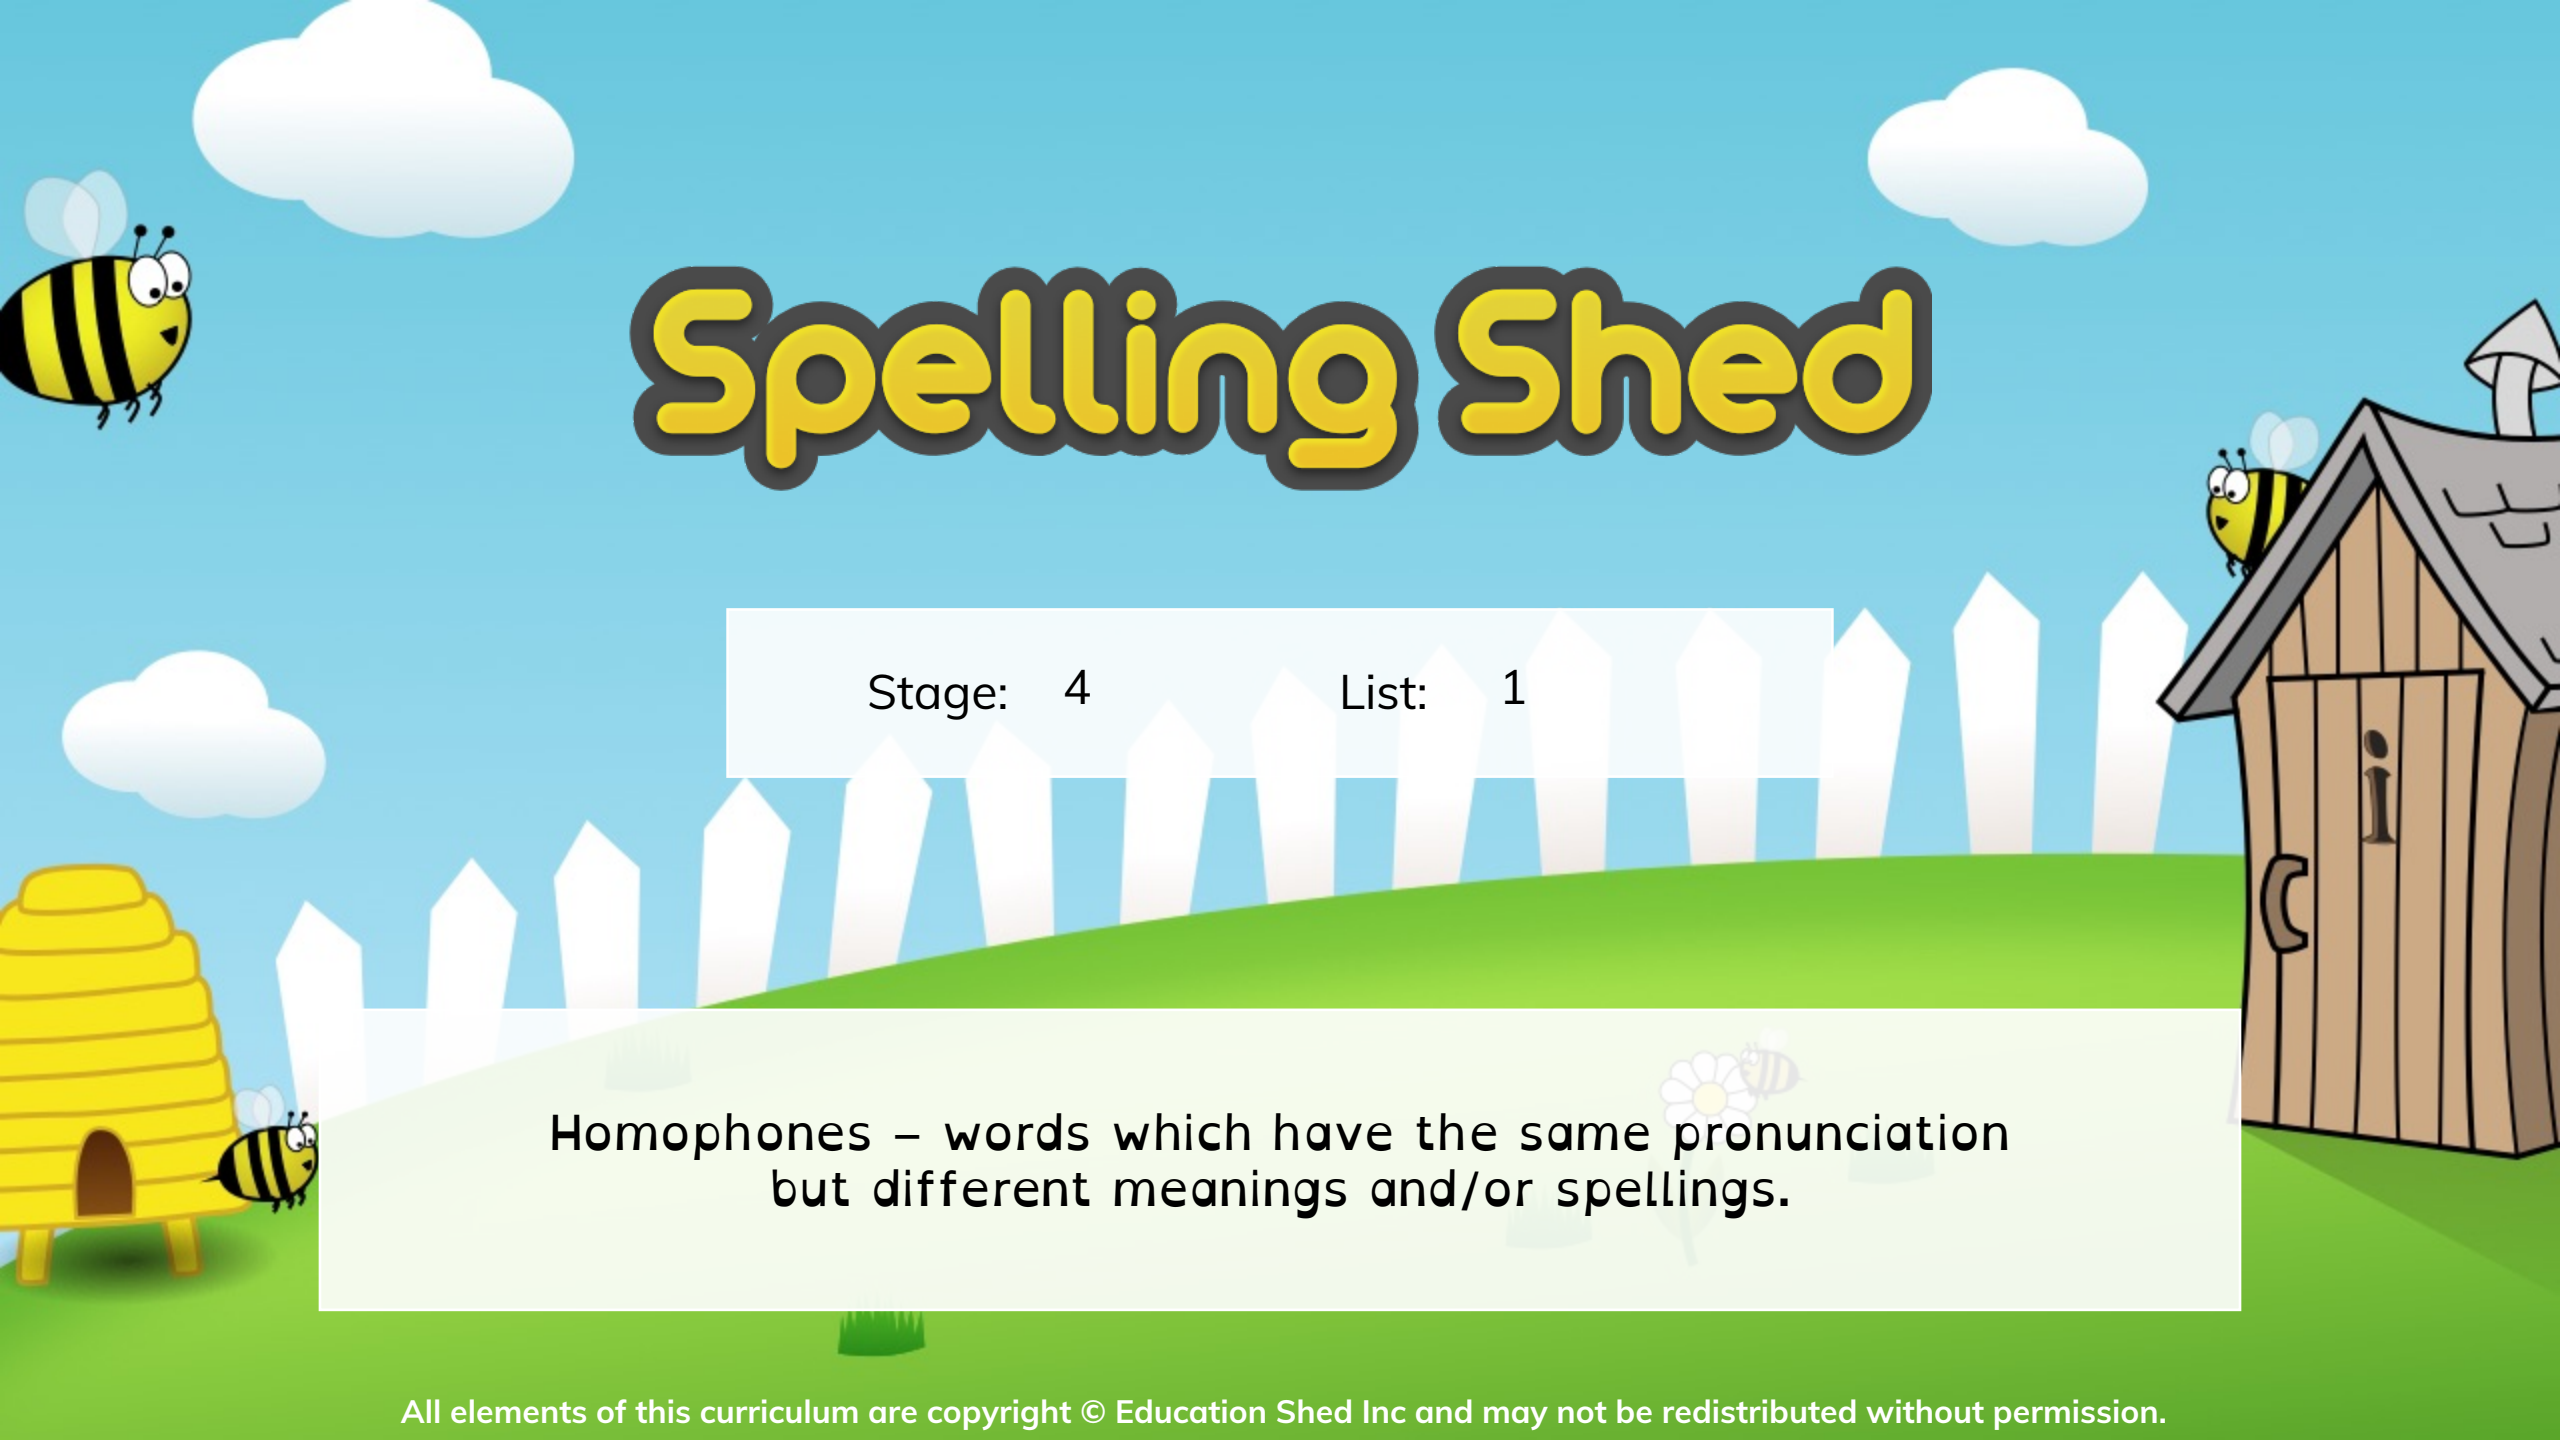 Spelling Shed
Stage: 4 List: 1
Homophones – words which have the same pronunciation
but different meanings and/or spellings.
i
All elements of this curriculum are copyright © Education Shed Inc and may not be redistributed without permission.